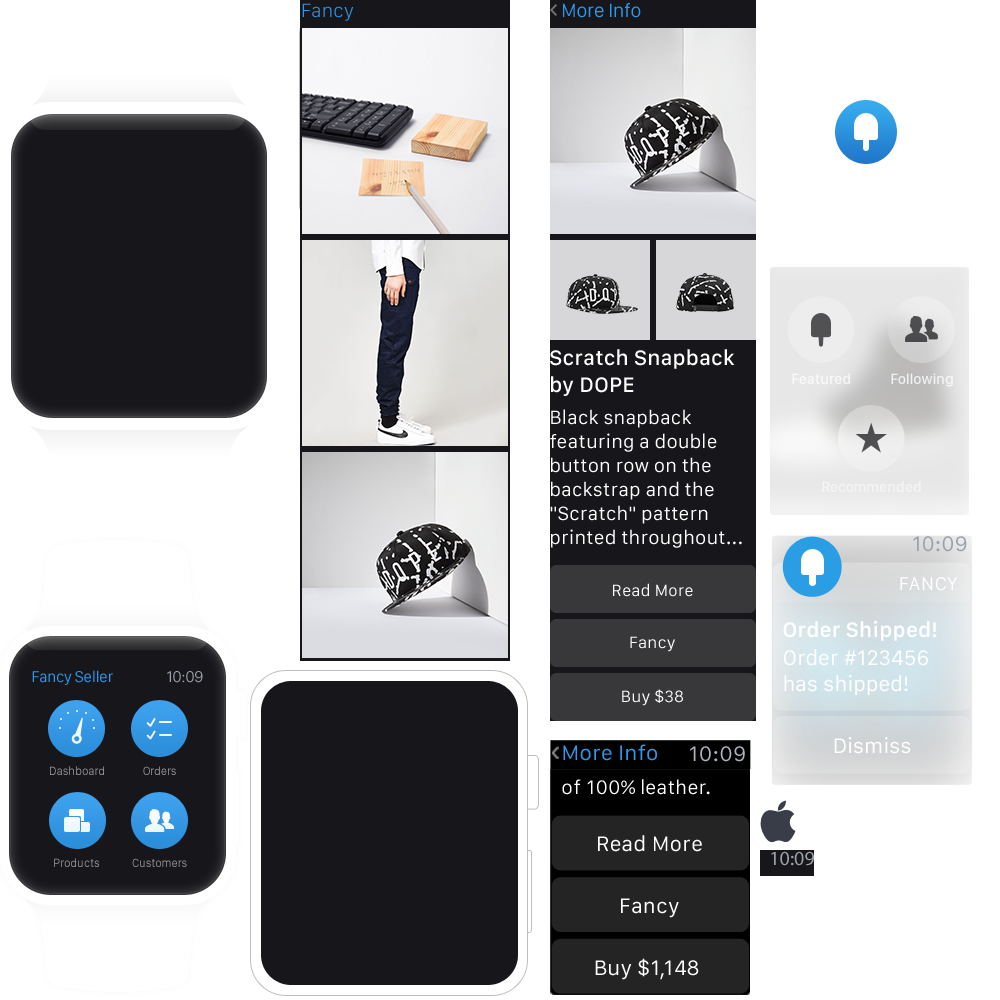 Fancy
More Info
Scratch Snapback
by DOPE
Black snapback
featuring a double
button row on the
backstrap and the
"Scratch" pattern
printed throughout...
Read More
Fancy
Buy $38
Featured
Following
Recommended
10:09
FANCY
Order Shipped!
Order #123456
has shipped!
Dismiss
Fancy Seller 10:09
Dashboard Orders
Products Customers
More Info 10:09
of 100% leather.
Read More
Fancy
Buy $1,148
10:09